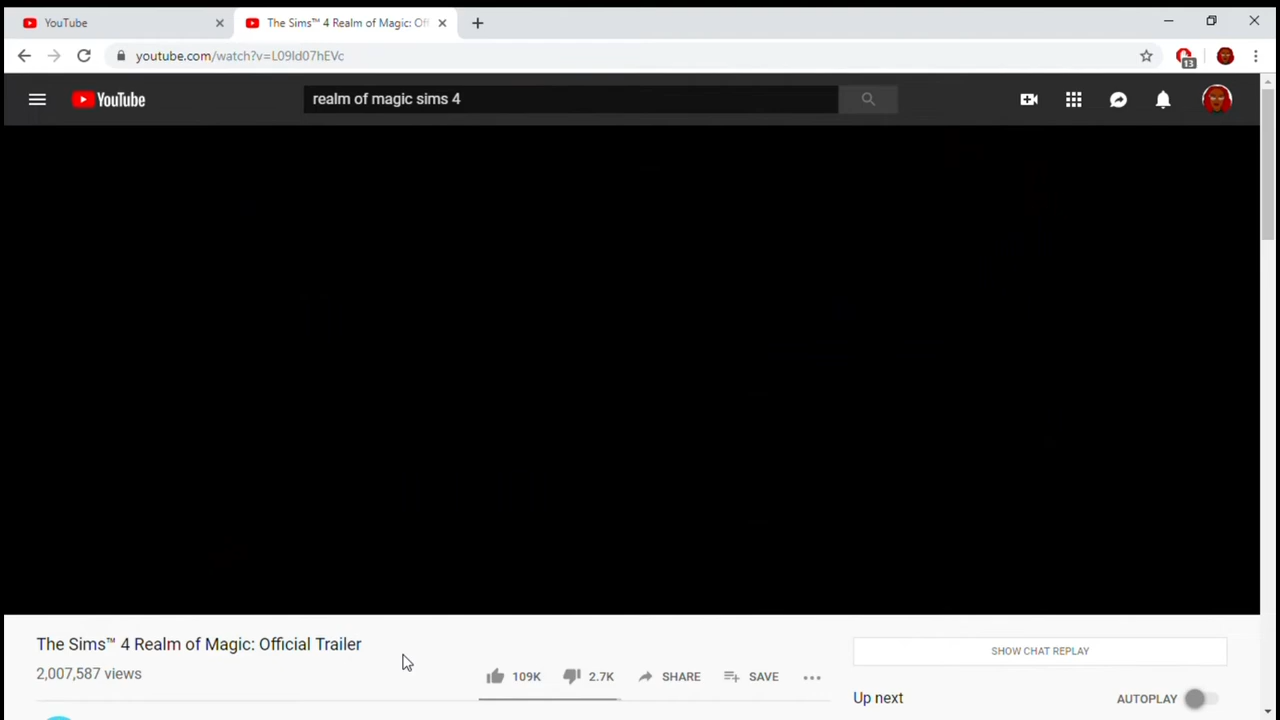 YouTube
The Sims™ 4 Realm of Magic: Off
youtube.com/watch?v=L09Id07hEVc
13
YouTube
realm of magic sims 4
The Sims™ 4 Realm of Magic: Official Trailer
2,007,587 views
109K
2.7K
SHARE
SAVE
SHOW CHAT REPLAY
Up next
AUTOPLAY